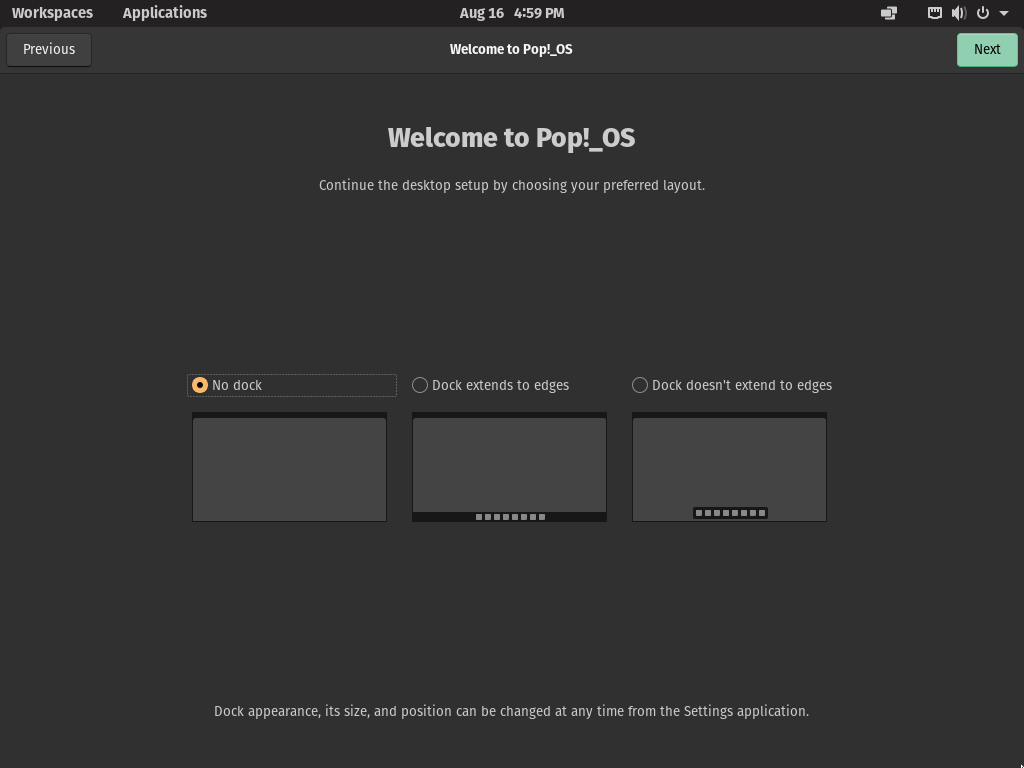 Workspaces Applications Aug 16 4:59 PM
Previous Welcome to Pop!_OS Next
Welcome to Pop!_OS
Continue the desktop setup by choosing your preferred layout.
No dock Dock extends to edges Dock doesn't extend to edges
Dock appearance, its size, and position can be changed at any time from the Settings application.